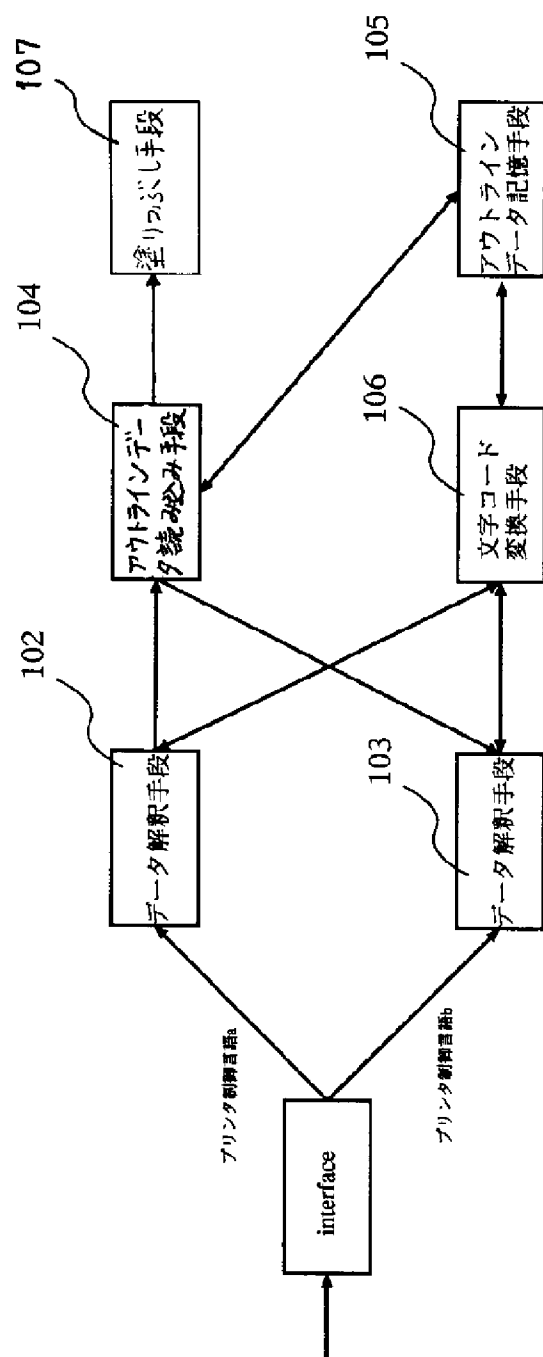 interface
プリンタ制御言語a
プリンタ制御言語b
102
データ解釈手段
103
データ解釈手段
104
アウトラインデー
タ読み込み手段
106
文字コード
変換手段
107
塗りつぶし手段
105
アウトライン
データ記憶手段